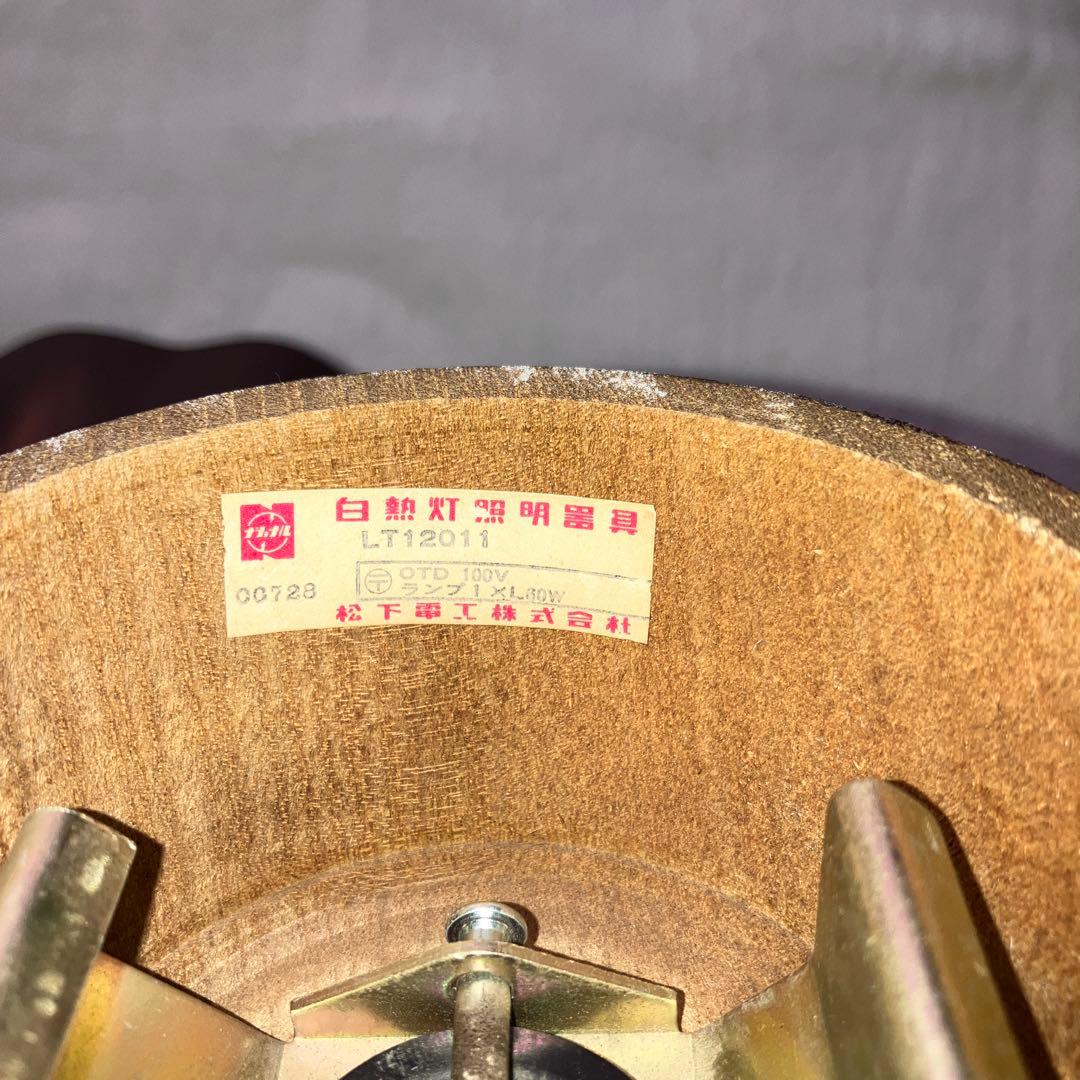 ナショナル
白熱灯照明器具
LT12011
〒 OTD 100V
00728
ランプ1×L60W
松下電工株式会社